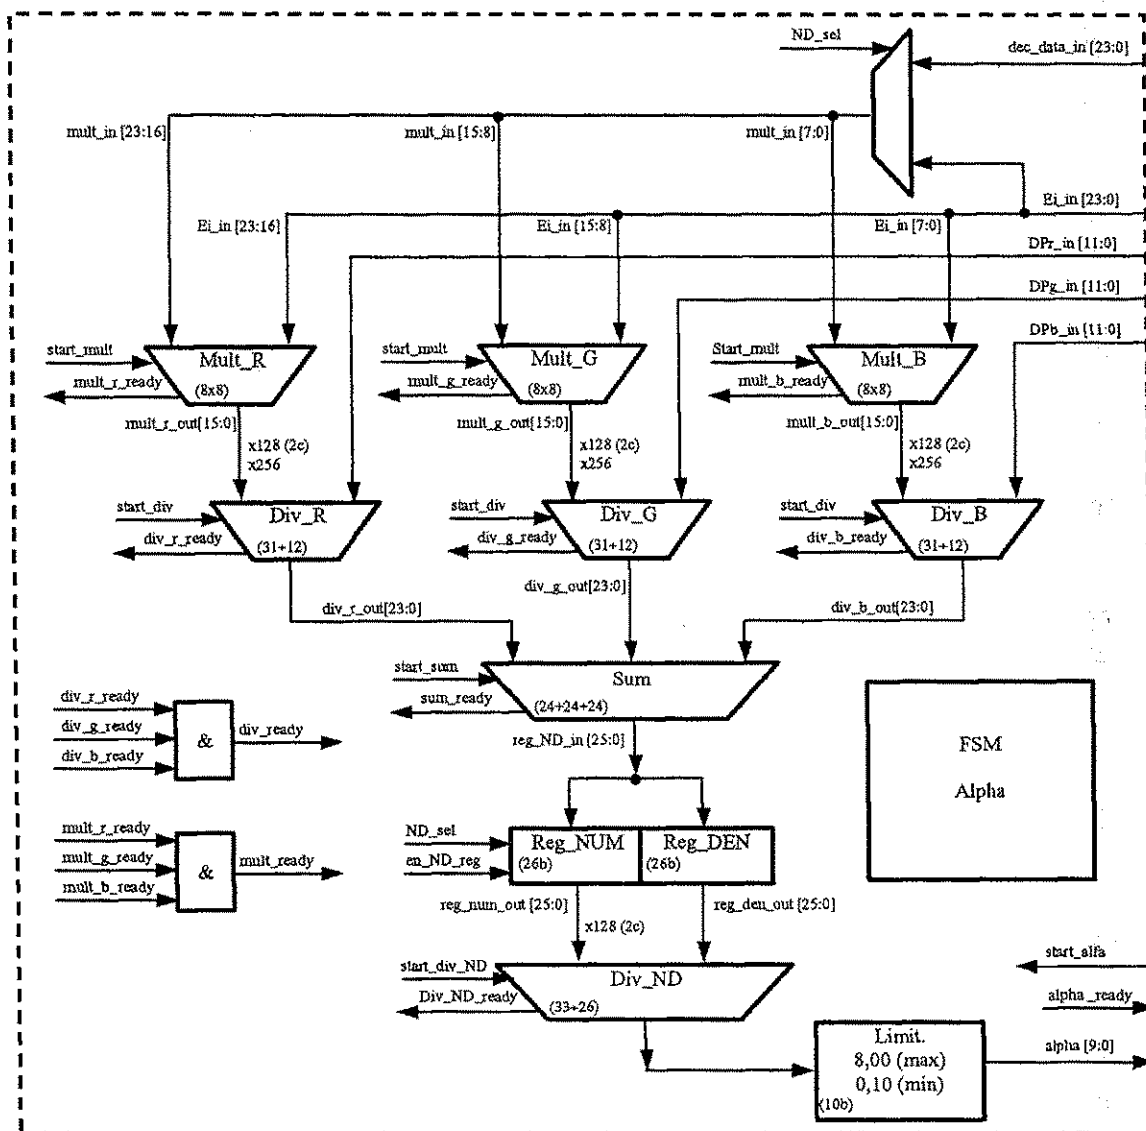 ND_sel
dec_data_in [23:0]
mult_in [23:16]
mult_in [15:8]
mult_in [7:0]
Ei_in [23:0]
Ei_in [23:16]
Ei_in [15:8]
Ei_in [7:0]
DPr_in [11:0]
DPg_in [11:0]
DPb_in [11:0]
start_mult
Mult_R
mult_r_ready
(8x8)
mult_r_out[15:0]
start_mult
Mult_G
mult_g_ready
(8x8)
mult_g_out[15:0]
Start_mult
Mult_B
mult_b_ready
(8x8)
mult_b_out[15:0]
x128 (2c)
x256
x128 (2c)
x256
x128 (2c)
x256
start_div
Div_R
div_r_ready
(31÷12)
start_div
Div_G
div_g_ready
(31÷12)
start_div
Div_B
div_b_ready
(31÷12)
div_r_out[23:0]
div_g_out[23:0]
div_b_out[23:0]
start_sum
Sum
sum_ready
(24+24+24)
reg_ND_in [25:0]
div_r_ready
div_g_ready
div_b_ready
&
div_ready
mult_r_ready
mult_g_ready
mult_b_ready
&
mult_ready
FSM
Alpha
ND_sel
en_ND_reg
Reg_NUM
(26b)
Reg_DEN
(26b)
reg_num_out [25:0]
reg_den_out [25:0]
x128 (2c)
start_div_ND
Div_ND
Div_ND_ready
(33÷26)
start_alfa
alpha_ready
alpha [9:0]
Limit.
8,00 (max)
0,10 (mín)
(10b)